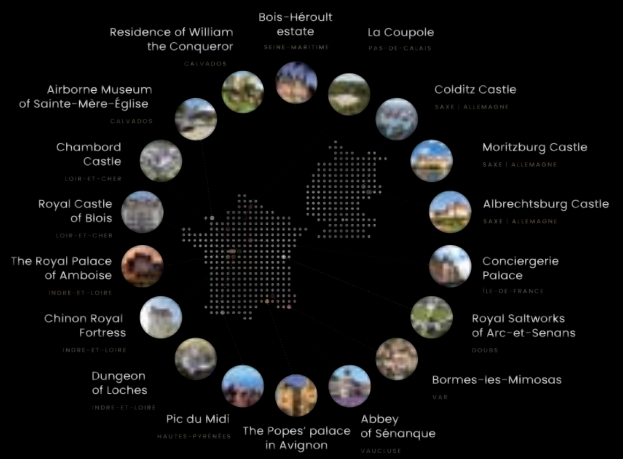 Bois-Héroult
estate
SEINE-MARITIME
La Coupole
PAS-DE-CALAIS
Colditz Castle
SAXE | ALLEMAGNE
Moritzburg Castle
SAXE | ALLEMAGNE
Albrechtsburg Castle
SAXE | ALLEMAGNE
Conciergerie
Palace
ÎLE-DE-FRANCE
Royal Saltworks
of Arc-et-Senans
DOUBS
Bormes-les-Mimosas
VAR
Abbey
of Sénanque
VAUCLUSE
The Popes' palace
in Avignon
Pic du Midi
HAUTES-PYRÉNÉES
Dungeon
of Loches
INDRE-ET-LOIRE
Chinon Royal
Fortress
INDRE-ET-LOIRE
The Royal Palace
of Amboise
INDRE-ET-LOIRE
Royal Castle
of Blois
LOIR-ET-CHER
Chambord
Castle
LOIR-ET-CHER
Airborne Museum
of Sainte-Mère-Église
CALVADOS
Residence of William
the Conqueror
CALVADOS